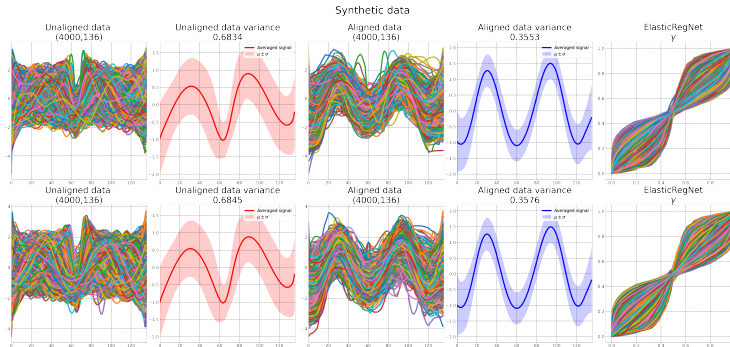 Synthetic data
Unaligned data
(4000,136)
Unaligned data variance
0.6834
Averaged signal
μ ± σ
Aligned data
(4000,136)
Aligned data variance
0.3553
Averaged signal
μ ± σ
ElasticRegNet
γ
Unaligned data
(4000,136)
Unaligned data variance
0.6845
Averaged signal
μ ± σ
Aligned data
(4000,136)
Aligned data variance
0.3576
Averaged signal
μ ± σ
ElasticRegNet
γ